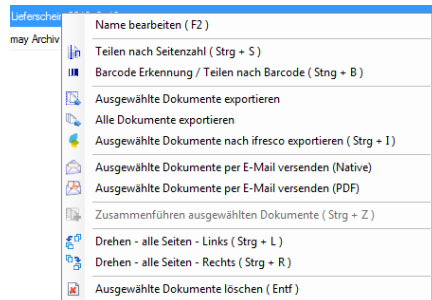 Lieferschein
Name bearbeiten ( F2 )
may Archiv
Teilen nach Seitenzahl ( Strg + S )
Barcode Erkennung / Teilen nach Barcode ( Stng + B )
Ausgewählte Dokumente exportieren
Alle Dokumente exportieren
Ausgewählte Dokumente nach ifresco exportieren ( Strg + I )
Ausgewählte Dokumente per E-Mail versenden (Native)
Ausgewählte Dokumente per E-Mail versenden (PDF)
Zusammenführen ausgewählten Dokumente ( Strg + Z )
Drehen - alle Seiten - Links ( Strg + L )
Drehen - alle Seiten - Rechts ( Strg + R )
Ausgewählte Dokumente löschen ( Entf )